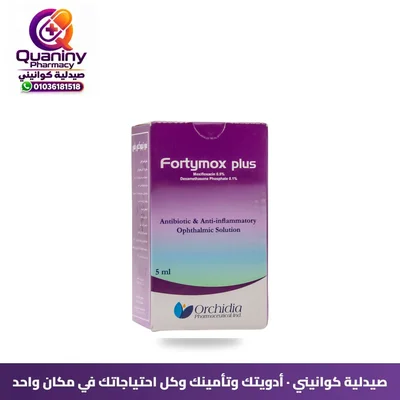 Quaniny
Pharmacy
صيدلية كوانيني
01036181518
Fortymox plus
Moxifloxacin 0.5%
Dexamethasone Phosphate 0.1%
Antibiotic & Anti-inflammatory
Ophthalmic Solution
5 ml
Orchidia
Pharmaceutical Ind
صيدلية كوانيني - أدويتك وتأمينك وكل احتياجاتك في مكان واحد